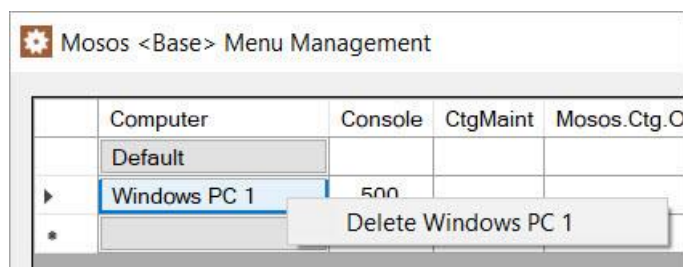 Mosos <Base> Menu Management
Computer Console CtgMaint Mosos.Ctg.O
Default
Windows PC 1 500
Delete Windows PC 1